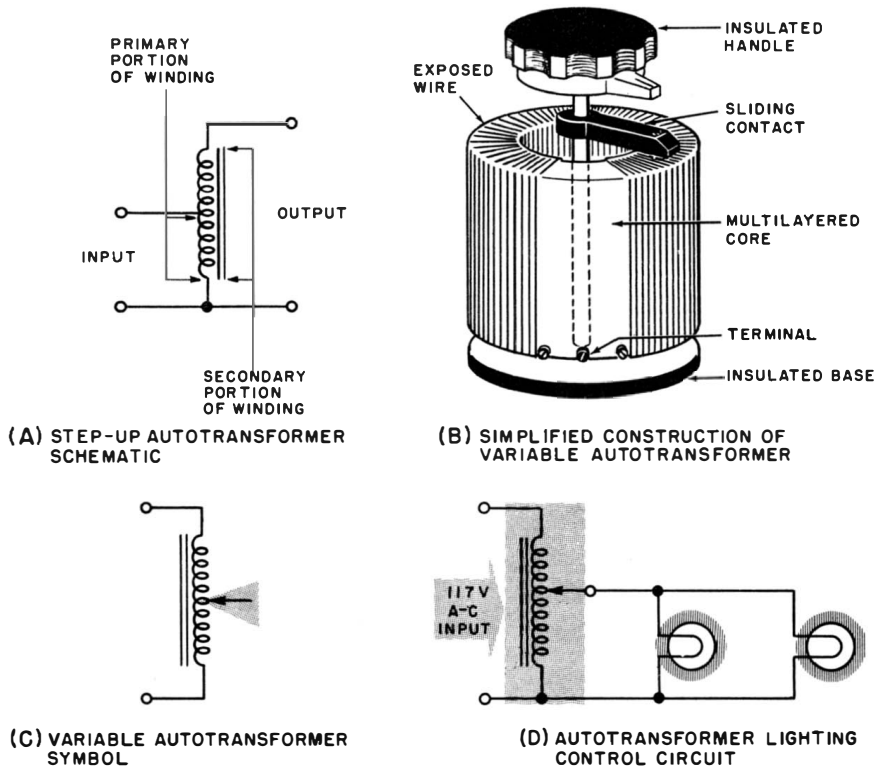 PRIMARY
PORTION
OF WINDING
INPUT
OUTPUT
SECONDARY
PORTION
OF WINDING
(A) STEP-UP AUTOTRANSFORMER
SCHEMATIC
INSULATED
HANDLE
EXPOSED
WIRE
SLIDING
CONTACT
MULTILAYERED
CORE
TERMINAL
INSULATED BASE
(B) SIMPLIFIED CONSTRUCTION OF
VARIABLE AUTOTRANSFORMER
(C) VARIABLE AUTOTRANSFORMER
SYMBOL
117V
A-C
INPUT
(D) AUTOTRANSFORMER LIGHTING
CONTROL CIRCUIT